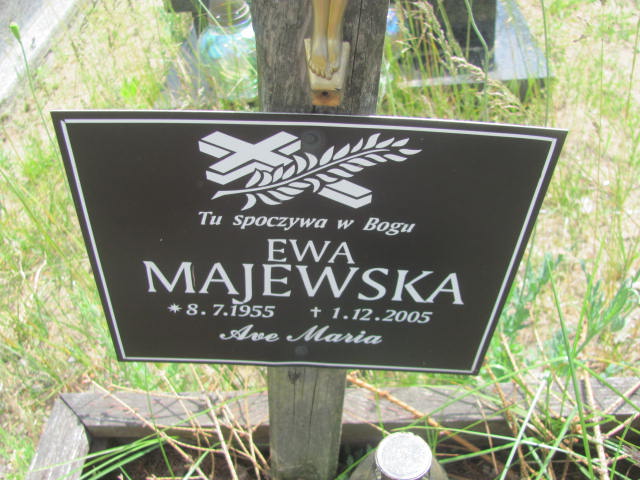 Tu spoczywa w Bogu
EWA
MAJEWSKA
* 8.7.1955 † 1.12.2005
Ave Maria